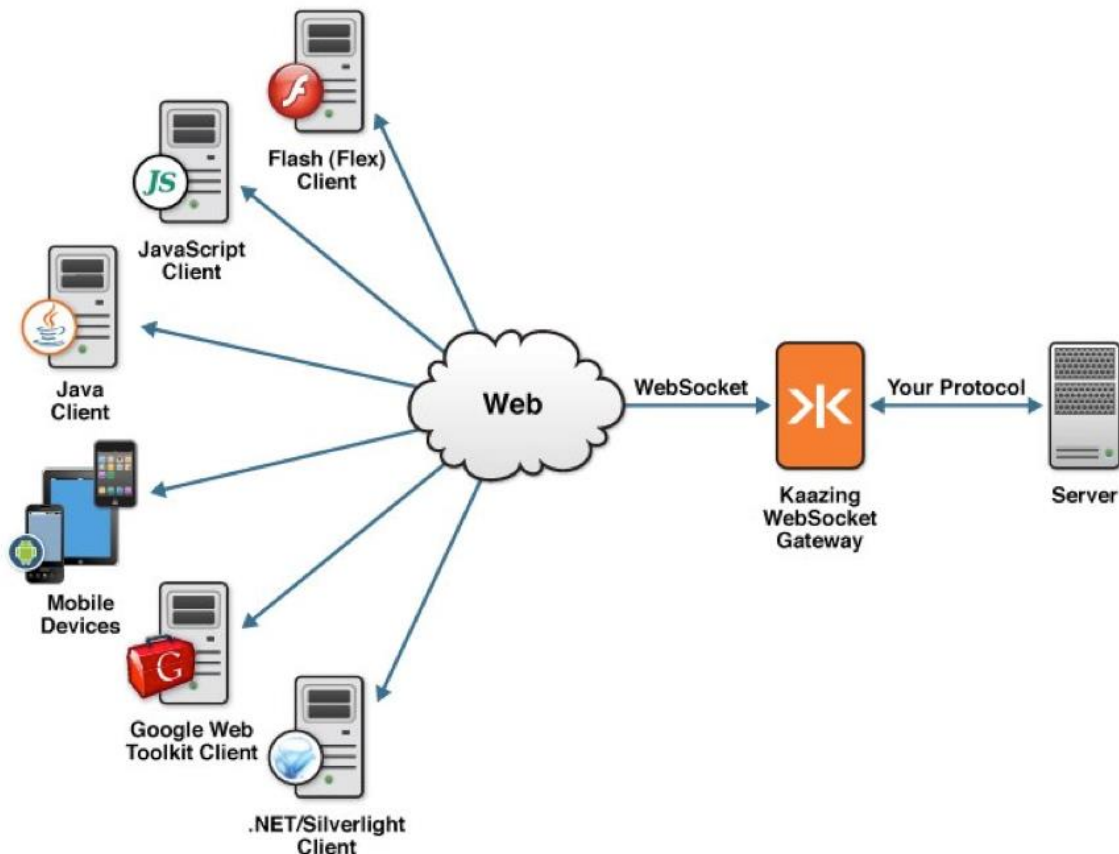 Flash (Flex)
Client
JS
JavaScript
Client
Java
Client
Mobile
Devices
G
Google Web
Toolkit Client
.NET/Silverlight
Client
Web
WebSocket
Kaazing
WebSocket
Gateway
Your Protocol
Server